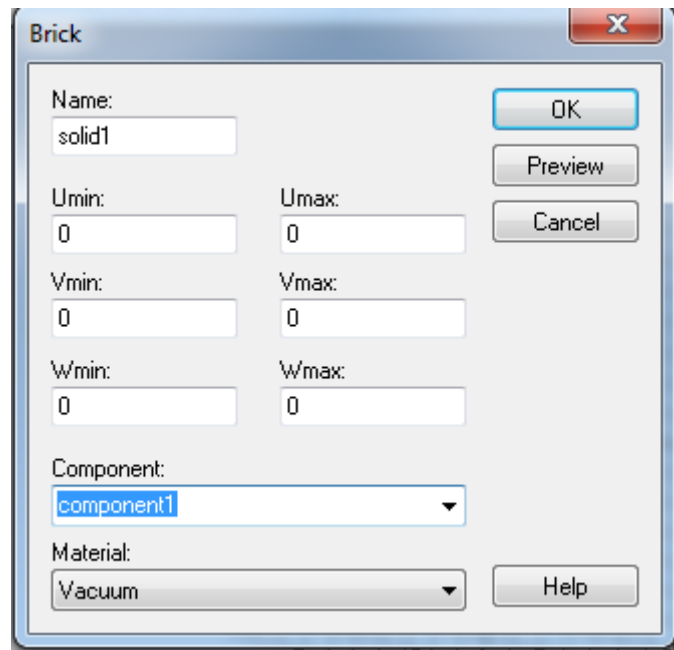 Brick
Name:
solid1
OK
Preview
Cancel
Umin:
Umax:
0
0
Vmin:
Vmax:
0
0
Wmin:
Wmax:
0
0
Component:
component1
Material:
Vacuum
Help